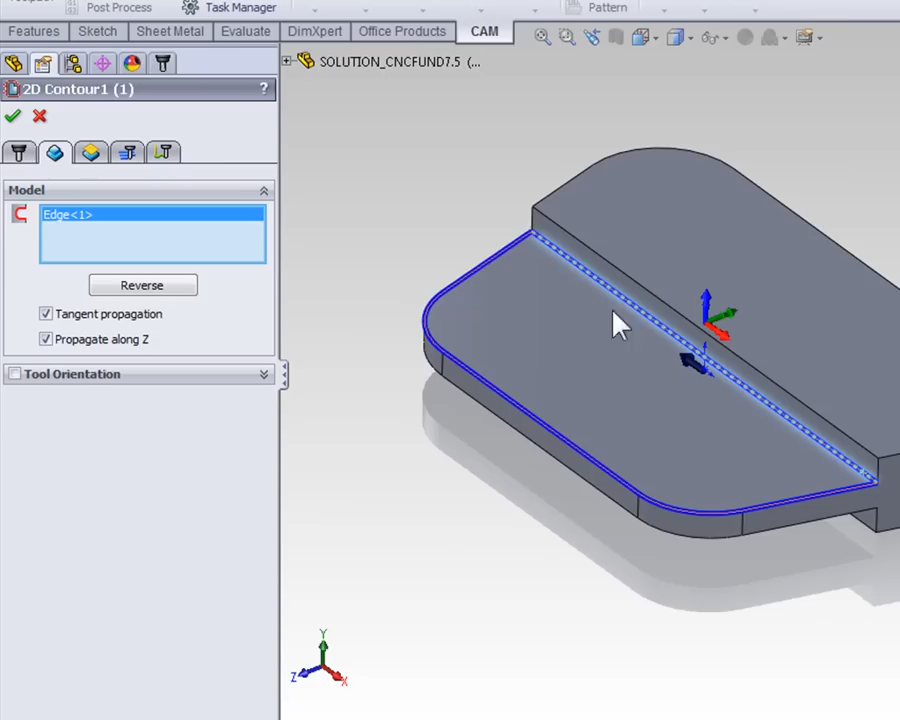 Post Process
Task Manager
Pattern
Features
Sketch
Sheet Metal
Evaluate
DimXpert
Office Products
CAM
SOLUTION_CNCFUND7.5 (...
2D Contour1 (1)
?
Model
Edge<1>
Reverse
Tangent propagation
Propagate along Z
Tool Orientation
Y
Z
X